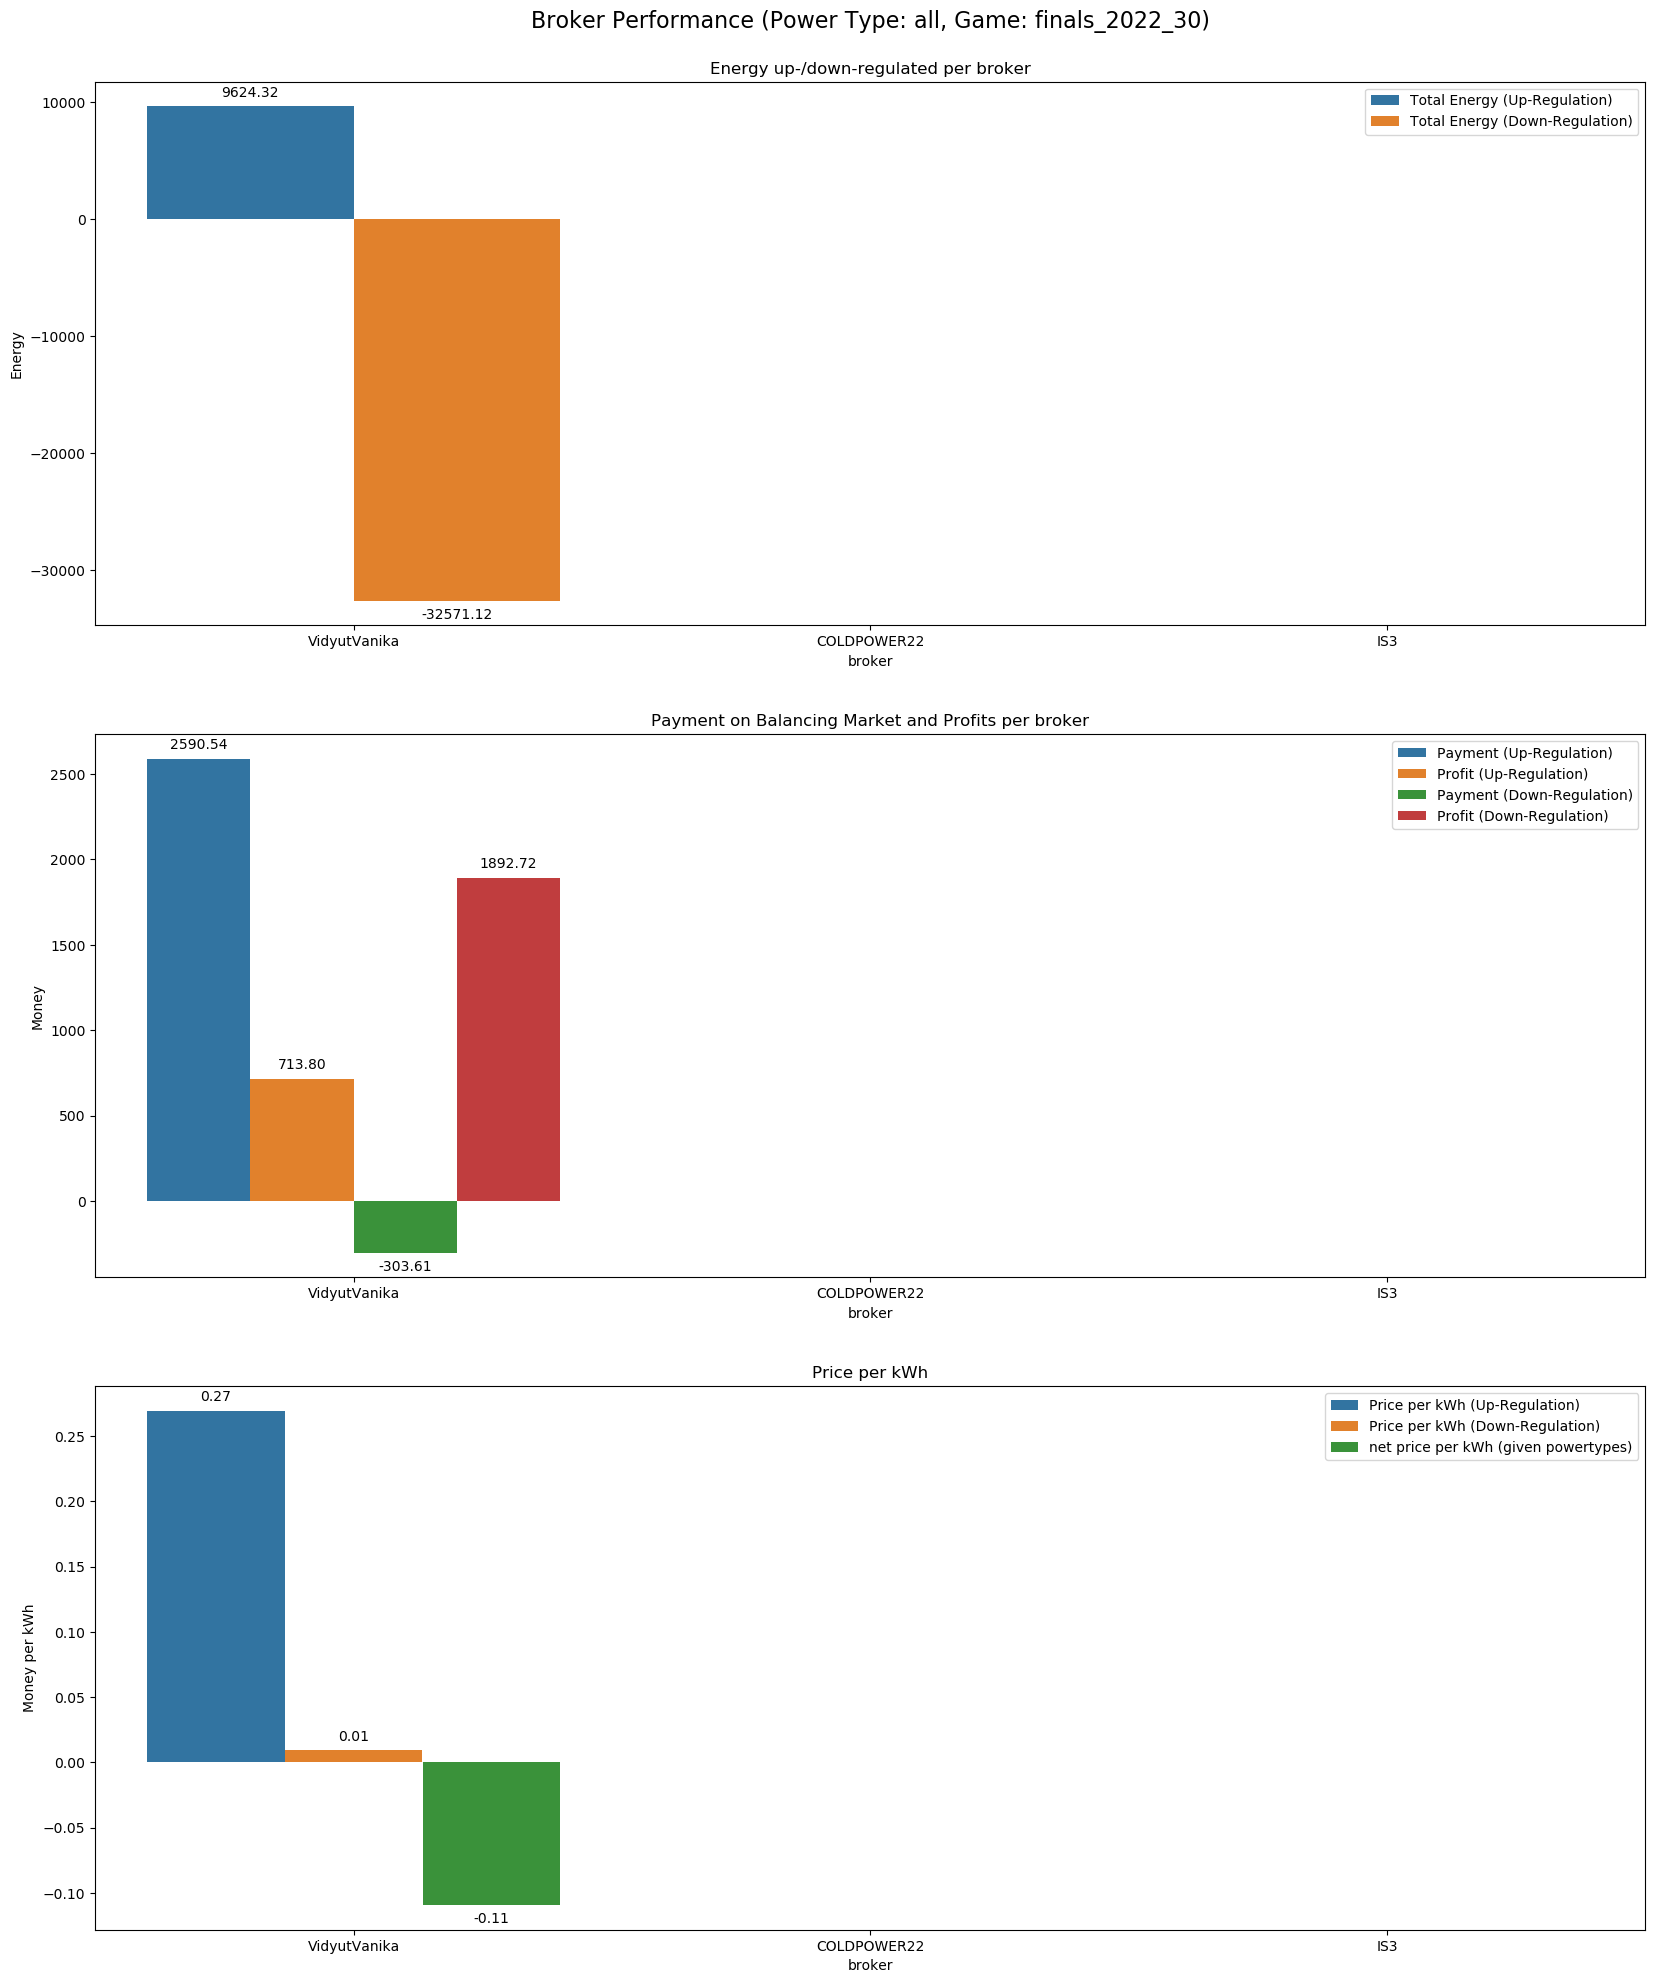 Broker Performance (Power Type: all, Game: finals_2022_30)
Energy up-/down-regulated per broker
9624.32
Total Energy (Up-Regulation)
Total Energy (Down-Regulation)
10000
0
−10000
−20000
−30000
Energy
-32571.12
VidyutVanika COLDPOWER22 IS3
broker
Payment on Balancing Market and Profits per broker
2590.54
Payment (Up-Regulation)
Profit (Up-Regulation)
Payment (Down-Regulation)
Profit (Down-Regulation)
2500
2000
1500
1000
500
0
Money
1892.72
713.80
-303.61
VidyutVanika COLDPOWER22 IS3
broker
Price per kWh
0.27
Price per kWh (Up-Regulation)
Price per kWh (Down-Regulation)
net price per kWh (given powertypes)
0.25
0.20
0.15
0.10
0.05
0.00
−0.05
−0.10
Money per kWh
0.01
-0.11
VidyutVanika COLDPOWER22 IS3
broker